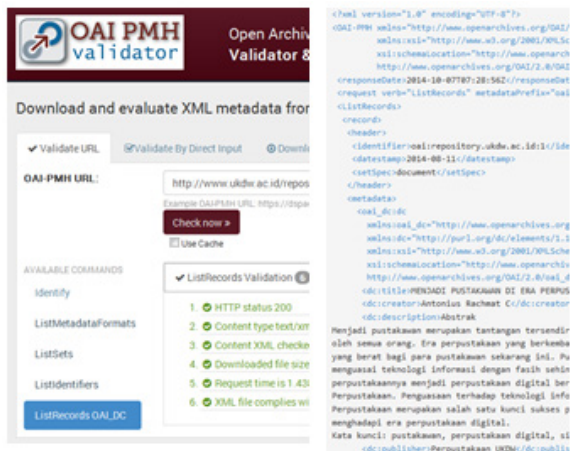 OAI PMH
validator
Open Archiv
Validator &
Download and evaluate XML metadata from
Validate URL
Validate By Direct Input
Downl
OAI-PMH URL:
http://www.ukdw.ac.id/repos
Example OAI-PMH URL: https://dspac
Check now »
Use Cache
AVAILABLE COMMANDS
Identify
ListMetadataFormats
ListSets
ListIdentifiers
ListRecords OAI_DC
ListRecords Validation 6
1. HTTP status 200
2. Content type text/xm
3. Content XML checke
4. Downloaded file size
5. Request time is 1.43
6. XML file complies wi
<?xml version="1.0" encoding="UTF-8"?>
<OAI-PMH xmlns="http://www.openarchives.org/OAI/
xmlns:xsi="http://www.w3.org/2001/XMLSc
xsi:schemaLocation="http://www.openarch
http://www.openarchives.org/OAI/2.0/OAI
<responseDate>2014-10-07T07:28:56Z</responseDat
<request verb="ListRecords" metadataPrefix="oai
<ListRecords>
<record>
<header>
<identifier>oai:repository.ukdw.ac.id:1</ide
<datestamp>2014-08-11</datestamp>
<setSpec>document</setSpec>
</header>
<metadata>
<oai_dc:dc
xmlns:oai_dc="http://www.openarchives.org
xmlns:dc="http://purl.org/dc/elements/1.1
xmlns:xsi="http://www.w3.org/2001/XMLSche
xsi:schemaLocation="http://www.openarchiv
http://www.openarchives.org/OAI/2.0/oai_d
<dc:title>MENJADI PUSTAKAWAN DI ERA PERPUS
<dc:creator>Antonius Rachmat C</dc:creator
<dc:description>Abstrak
Menjadi pustakawan merupakan tantangan tersendir
oleh semua orang. Era perpustakaan yang berkemba
yang berat bagi para pustakawan sekarang ini. Pu
menguasai teknologi informasi dengan fasih sehin
perpustakaannya menjadi perpustakaan digital ber
Perpustakaan. Penguasaan terhadap teknologi info
Perpustakaan merupakan salah satu kunci sukses p
menghadapi era perpustakaan digital.
Kata kunci: pustakawan, perpustakaan digital, si
<dc:publisher>Perpustakaan UKDW</dc:publis